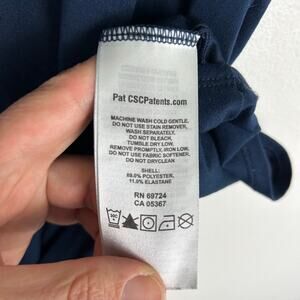 Pat CSCPatents.com
MACHINE WASH COLD GENTLE,
DO NOT USE STAIN REMOVER,
WASH SEPARATELY,
DO NOT BLEACH,
TUMBLE DRY LOW,
REMOVE PROMPTLY, IRON LOW,
DO NOT USE FABRIC SOFTENER,
DO NOT DRYCLEAN
SHELL:
89.0% POLYESTER,
11.0% ELASTANE
RN 69724
CA 05367